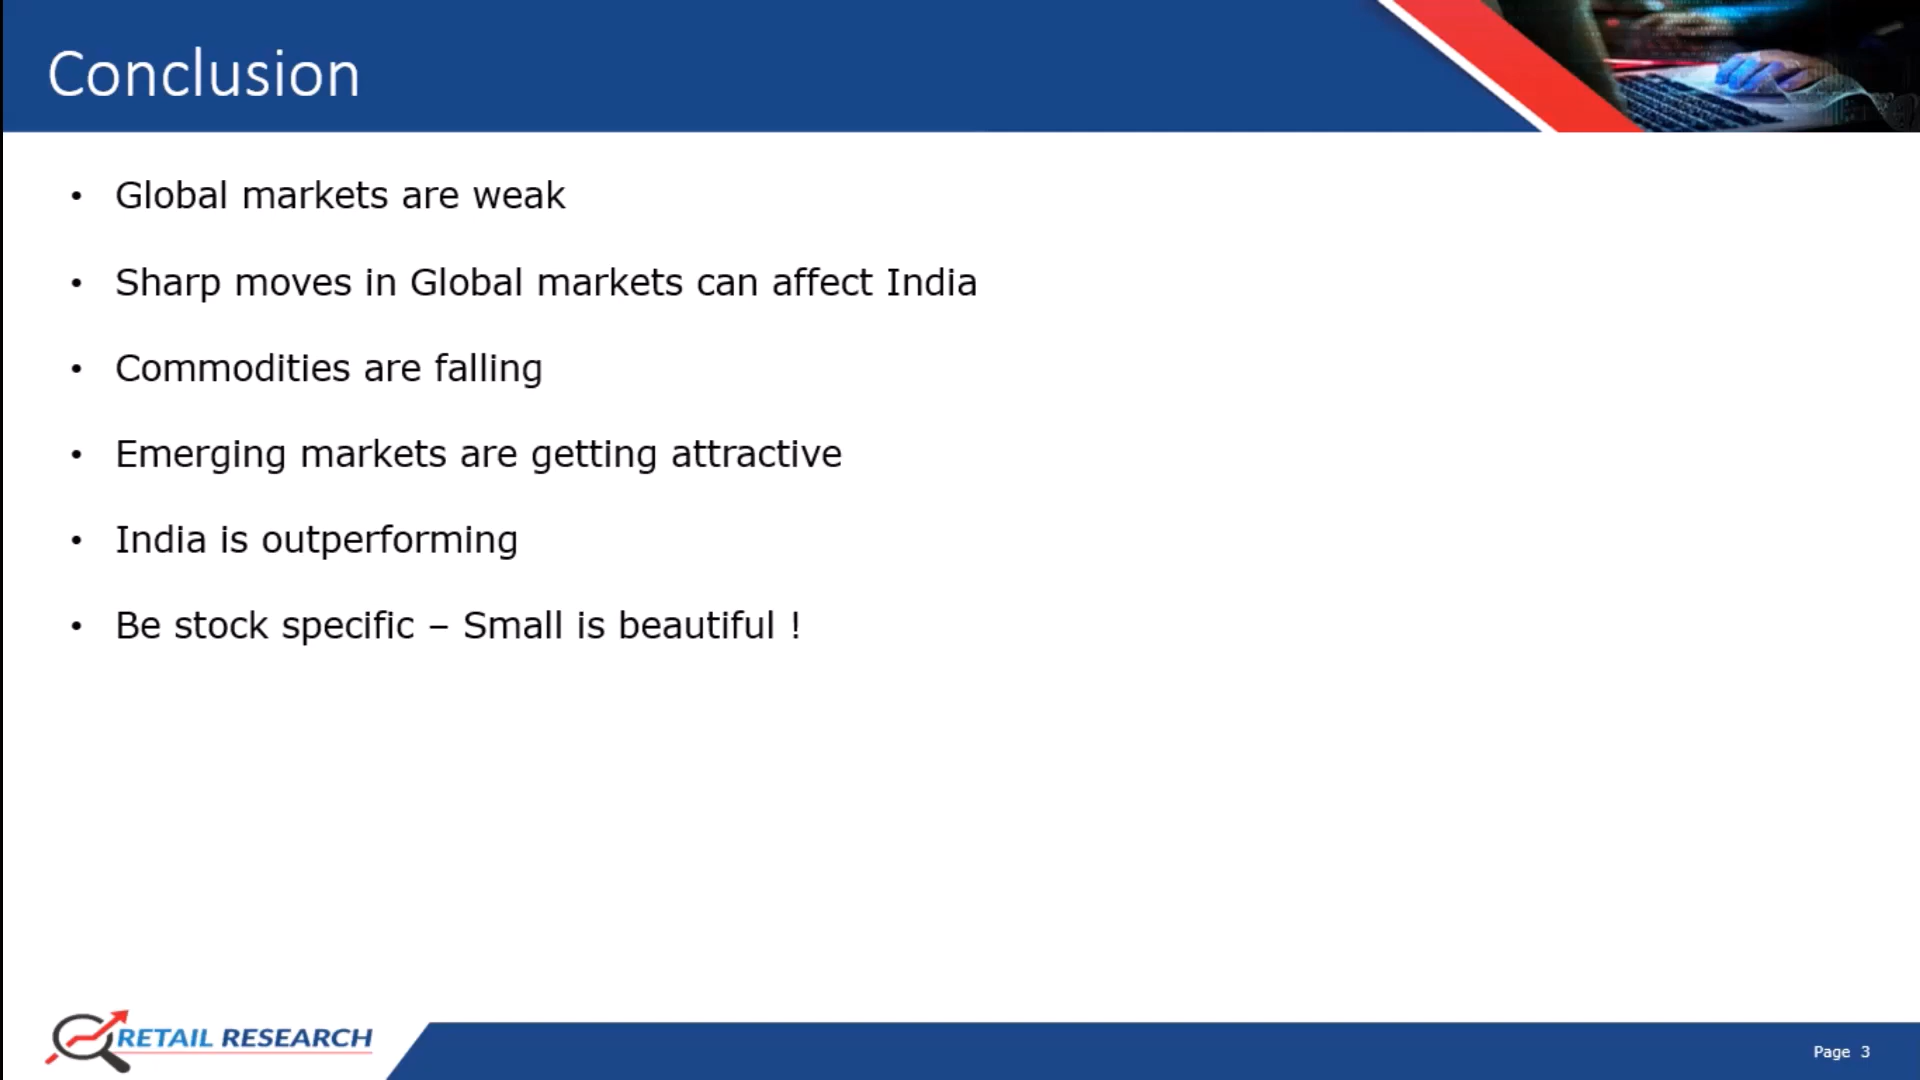 Conclusion
• Global markets are weak
• Sharp moves in Global markets can affect India
• Commodities are falling
• Emerging markets are getting attractive
• India is outperforming
• Be stock specific – Small is beautiful !
RETAIL RESEARCH
Page 3